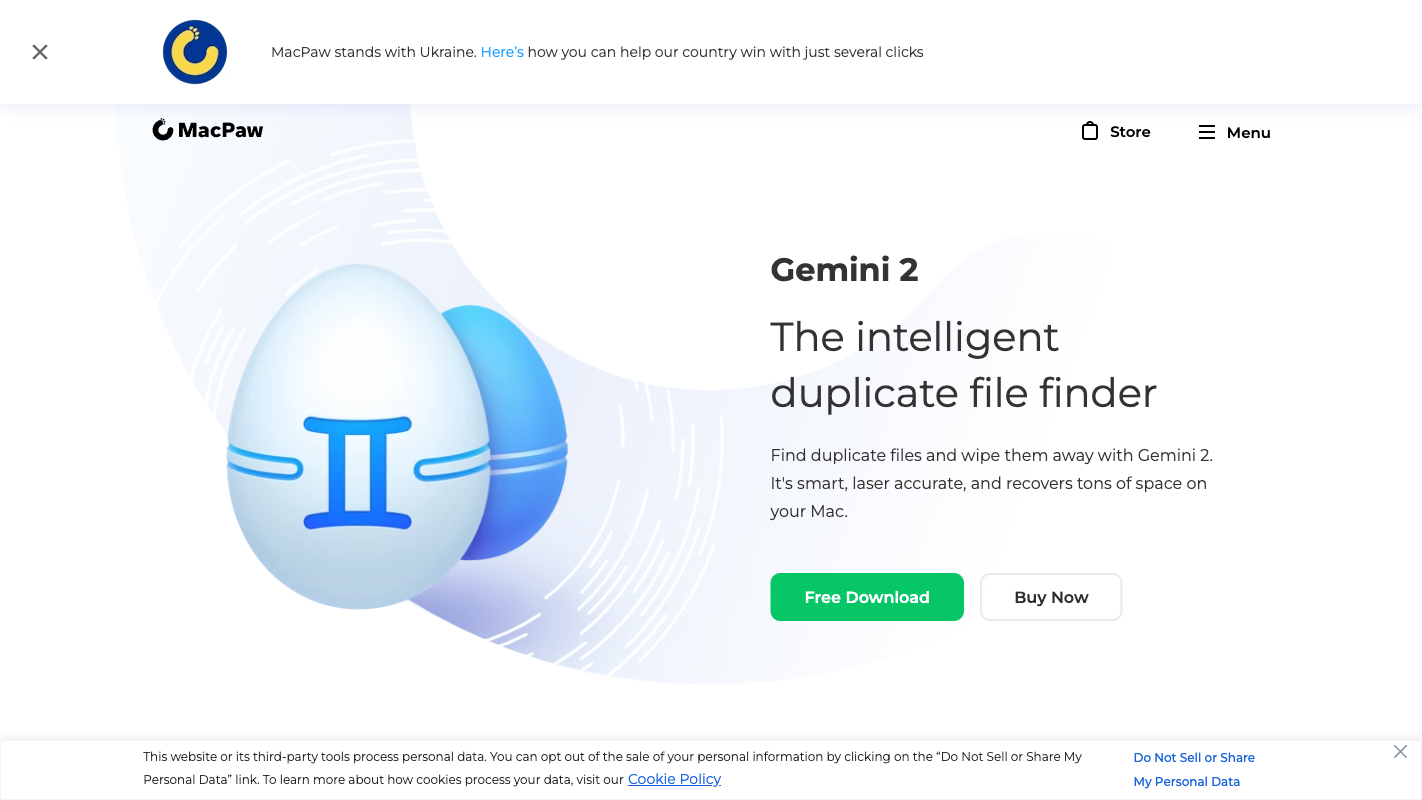 MacPaw stands with Ukraine. Here's how you can help our country win with just several clicks
MacPaw
Store
Menu
Gemini 2
The intelligent
duplicate file finder
Find duplicate files and wipe them away with Gemini 2.
It's smart, laser accurate, and recovers tons of space on
your Mac.
Free Download
Buy Now
This website or its third-party tools process personal data. You can opt out of the sale of your personal information by clicking on the “Do Not Sell or Share My
Personal Data” link. To learn more about how cookies process your data, visit our Cookie Policy
Do Not Sell or Share
My Personal Data